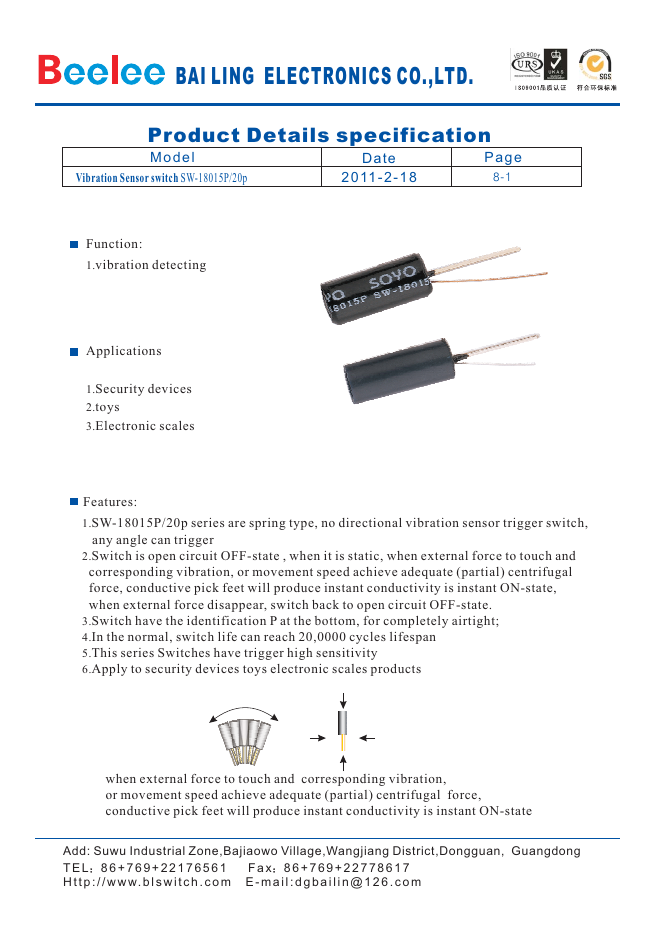 Beelee BAILING ELECTRONICS CO.,LTD.
ISO 9001
URS
UKAS
SGS
ISO9001品质认证
符合环保标准
Product Details specification
Model Date Page
Vibration Sensor switch SW-18015P/20p 2011-2-18 8-1
Function:
1.vibration detecting
YO SOYO
18015P SW-18015
Applications
1.Security devices
2.toys
3.Electronic scales
Features:
1.SW-18015P/20p series are spring type, no directional vibration sensor trigger switch,
any angle can trigger
2.Switch is open circuit OFF-state , when it is static, when external force to touch and
corresponding vibration, or movement speed achieve adequate (partial) centrifugal
force, conductive pick feet will produce instant conductivity is instant ON-state,
when external force disappear, switch back to open circuit OFF-state.
3.Switch have the identification P at the bottom, for completely airtight;
4.In the normal, switch life can reach 20,0000 cycles lifespan
5.This series Switches have trigger high sensitivity
6.Apply to security devices toys electronic scales products
when external force to touch and corresponding vibration,
or movement speed achieve adequate (partial) centrifugal force,
conductive pick feet will produce instant conductivity is instant ON-state
Add: Suwu Industrial Zone,Bajiaowo Village,Wangjiang District,Dongguan, Guangdong
TEL：86+769+22176561 Fax：86+769+22778617
Http://www.blswitch.com E-mail:dgbailin@126.com